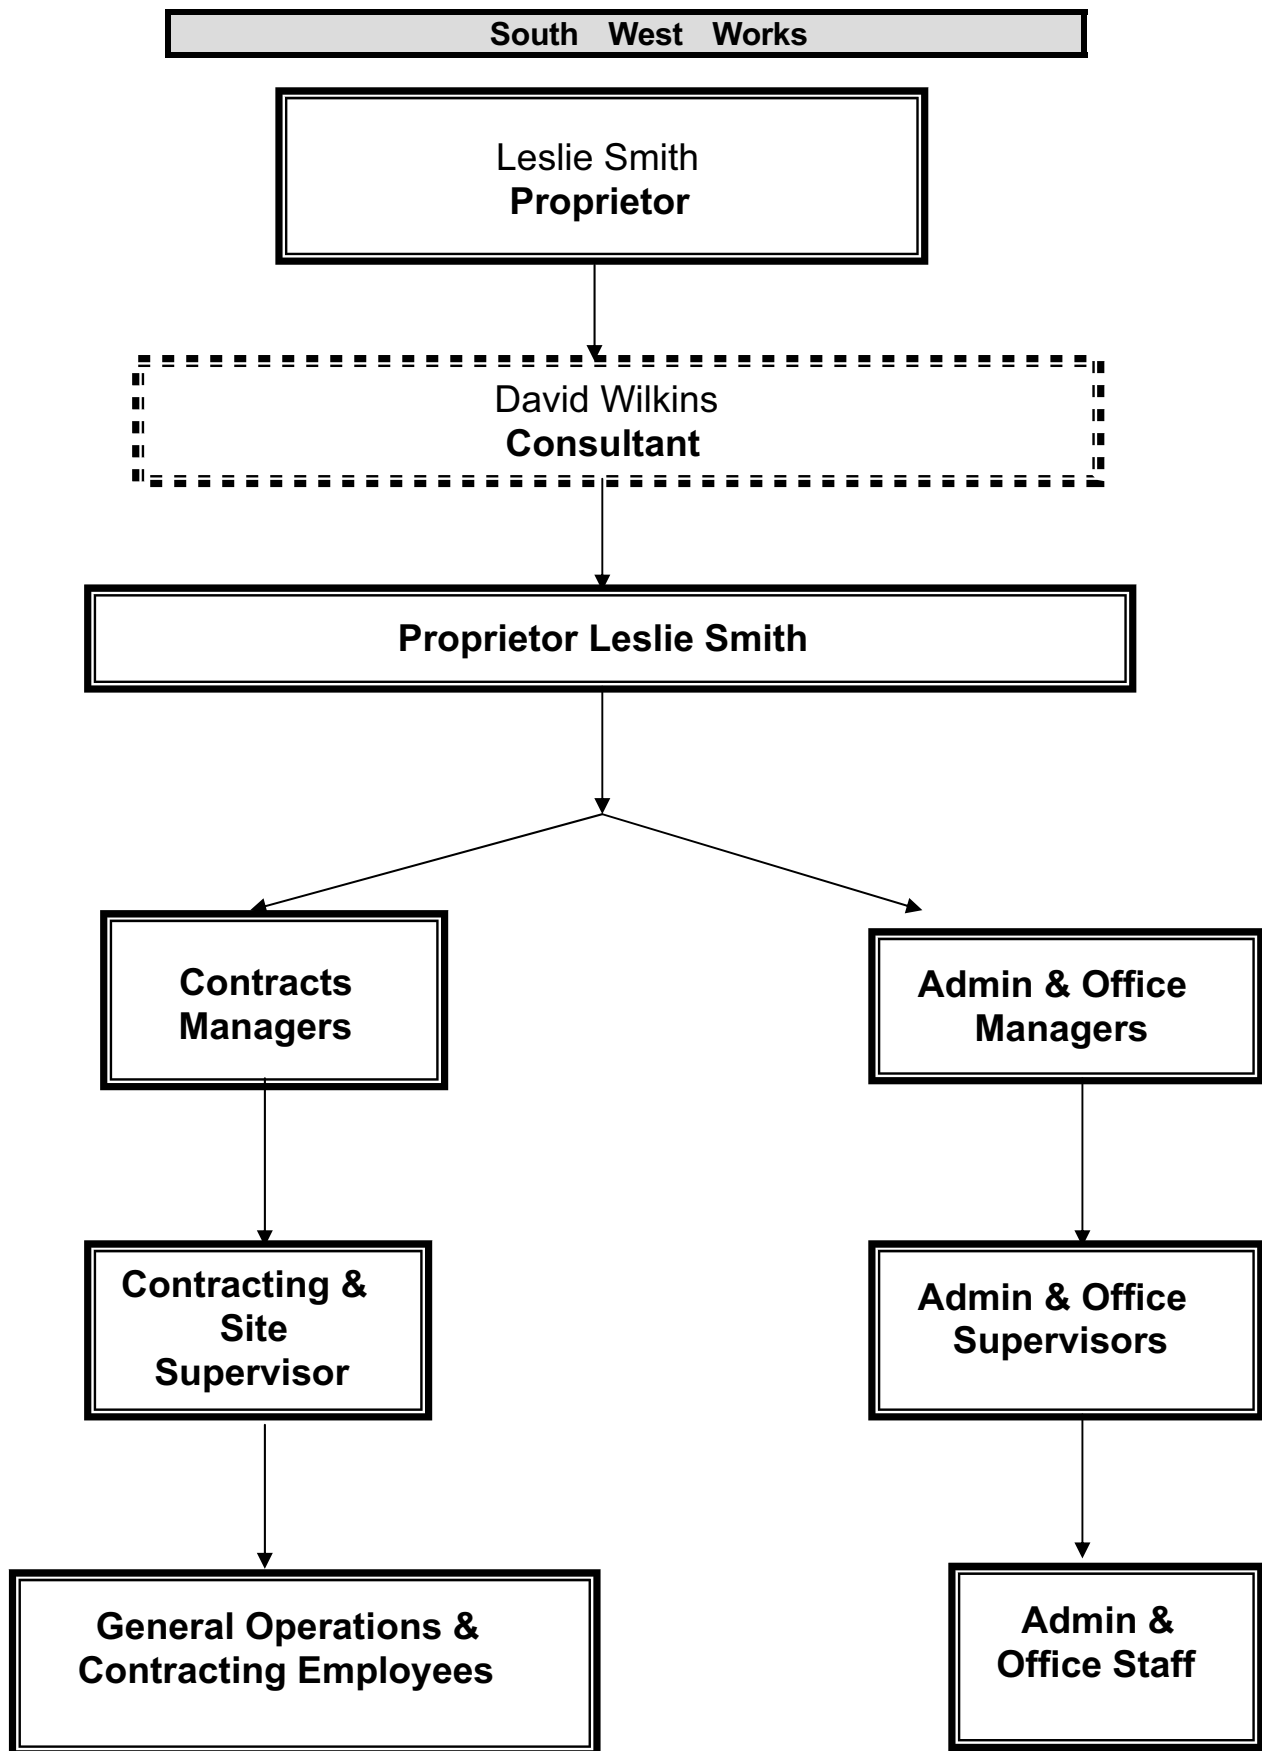 South West Works
Leslie Smith
Proprietor
David Wilkins
Consultant
Proprietor Leslie Smith
Contracts
Managers
Admin & Office
Managers
Contracting &
Site
Supervisor
Admin & Office
Supervisors
General Operations &
Contracting Employees
Admin &
Office Staff